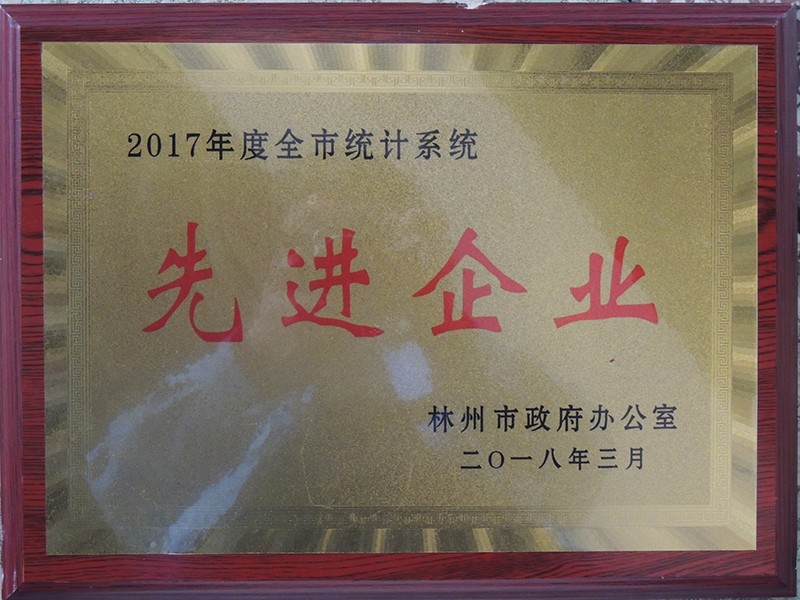 2017年度全市统计系统
先进企业
林州市政府办公室
二〇一八年三月